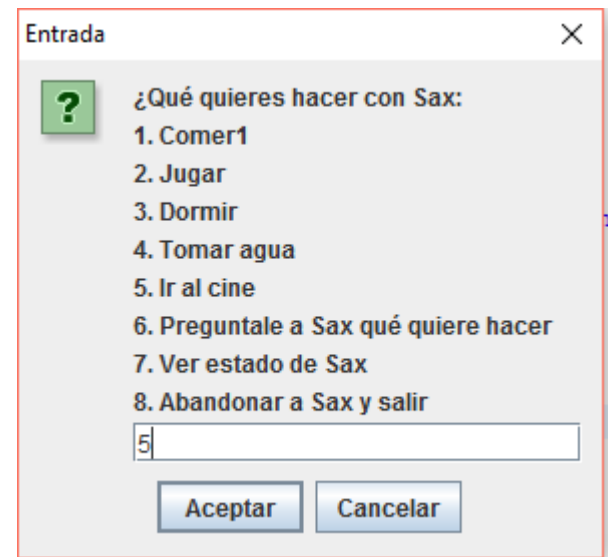 Entrada
?
¿Qué quieres hacer con Sax:
1. Comer1
2. Jugar
3. Dormir
4. Tomar agua
5. Ir al cine
6. Preguntale a Sax qué quiere hacer
7. Ver estado de Sax
8. Abandonar a Sax y salir
5
Aceptar Cancelar